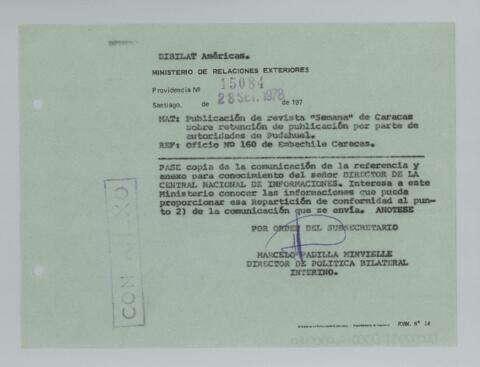 DIBILAT Américas.
MINISTERIO DE RELACIONES EXTERIORES
Providencia Nº 15084
Santiago, de 28 SET. 1978 de 197
MAT: Publicación de revista "Semana" de Caracas
sobre retención de publicación por parte de
autoridades de Pudahuel.
REF: Oficio Nº 160 de Embachile Caracas.
PASE copia de la comunicación de la referencia y
anexo para conocimiento del señor DIRECTOR DE LA
CENTRAL NACIONAL DE INFORMACIONES. Interesa a este
Ministerio conocer las informaciones que pueda
proporcionar esa Repartición de conformidad al pun-
to 2) de la comunicación que se envía. ANOTESE
POR ORDEN DEL SUBSECRETARIO
MARCELO PADILLA MINVIELLE
DIRECTOR DE POLITICA BILATERAL
INTERINO.
CON ANEXO
FORM. Nº 14